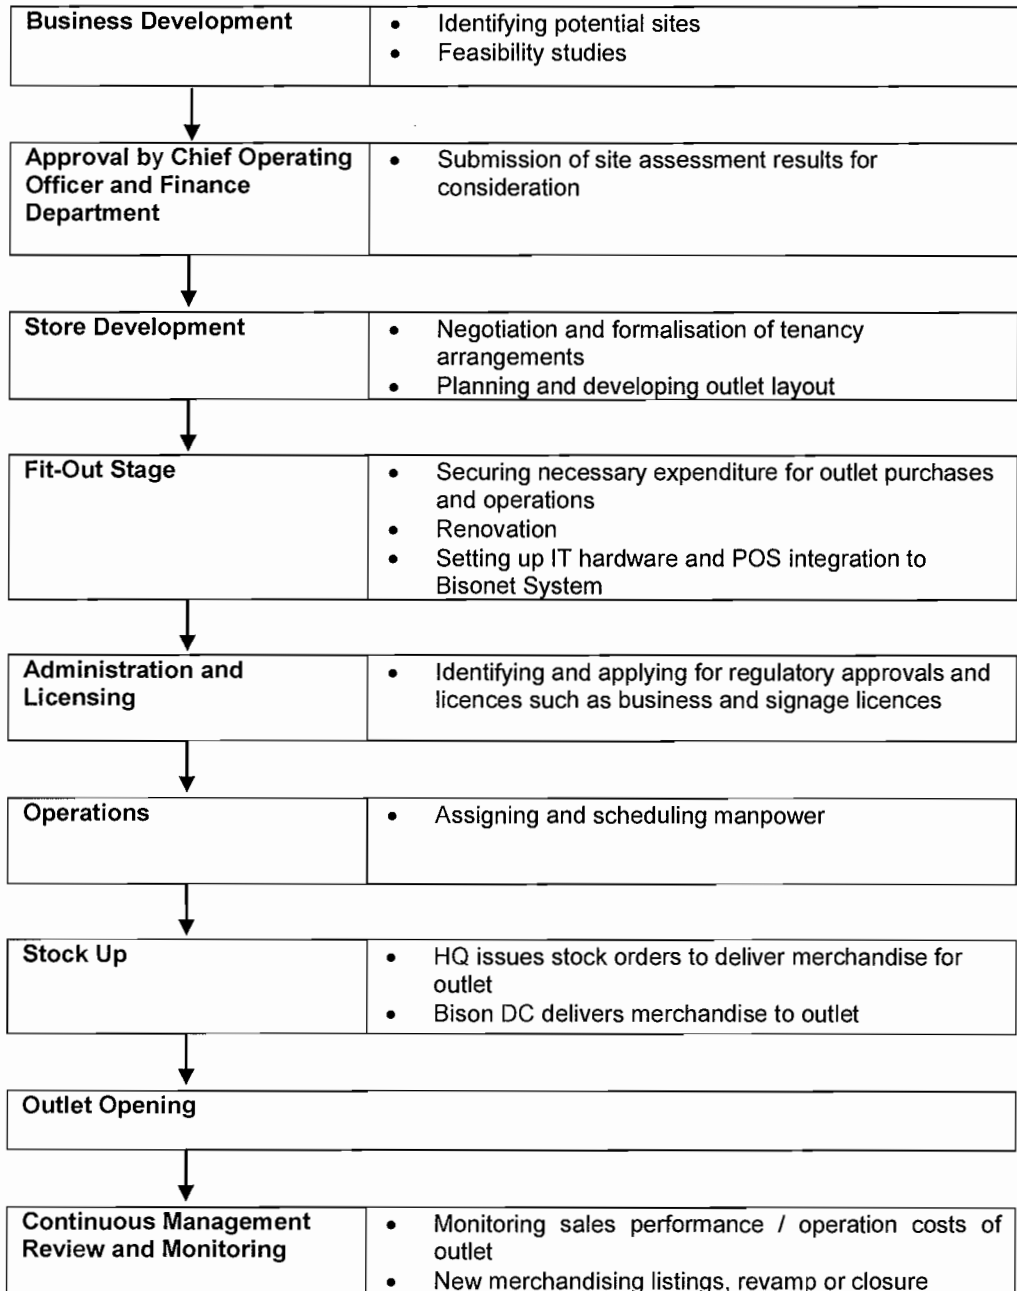 Business Development
• Identifying potential sites
• Feasibility studies
Approval by Chief Operating
Officer and Finance
Department
• Submission of site assessment results for
consideration
Store Development
• Negotiation and formalisation of tenancy
arrangements
• Planning and developing outlet layout
Fit-Out Stage
• Securing necessary expenditure for outlet purchases
and operations
• Renovation
• Setting up IT hardware and POS integration to
Bisonet System
Administration and
Licensing
• Identifying and applying for regulatory approvals and
licences such as business and signage licences
Operations
• Assigning and scheduling manpower
Stock Up
• HQ issues stock orders to deliver merchandise for
outlet
• Bison DC delivers merchandise to outlet
Outlet Opening
Continuous Management
Review and Monitoring
• Monitoring sales performance / operation costs of
outlet
• New merchandising listings, revamp or closure